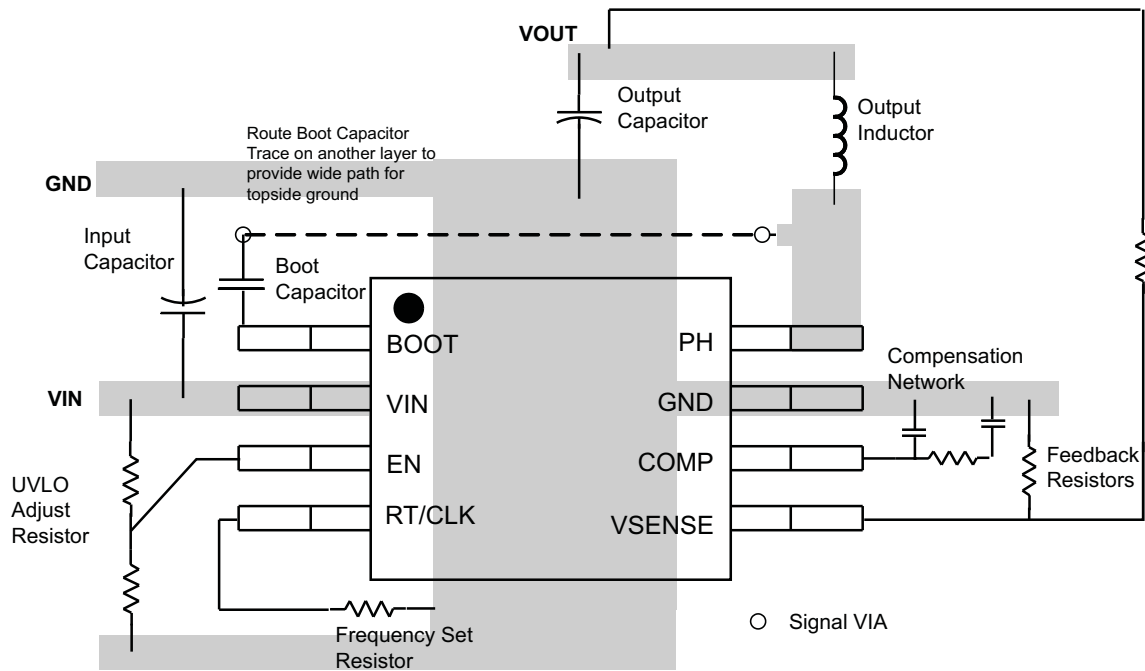 VOUT
Output
Capacitor
Output
Inductor
Route Boot Capacitor
Trace on another layer to
provide wide path for
topside ground
GND
Input
Capacitor
Boot
Capacitor
BOOT
PH
Compensation
Network
VIN
VIN
GND
EN
COMP
Feedback
Resistors
UVLO
Adjust
Resistor
RT/CLK
VSENSE
Frequency Set
Resistor
Signal VIA